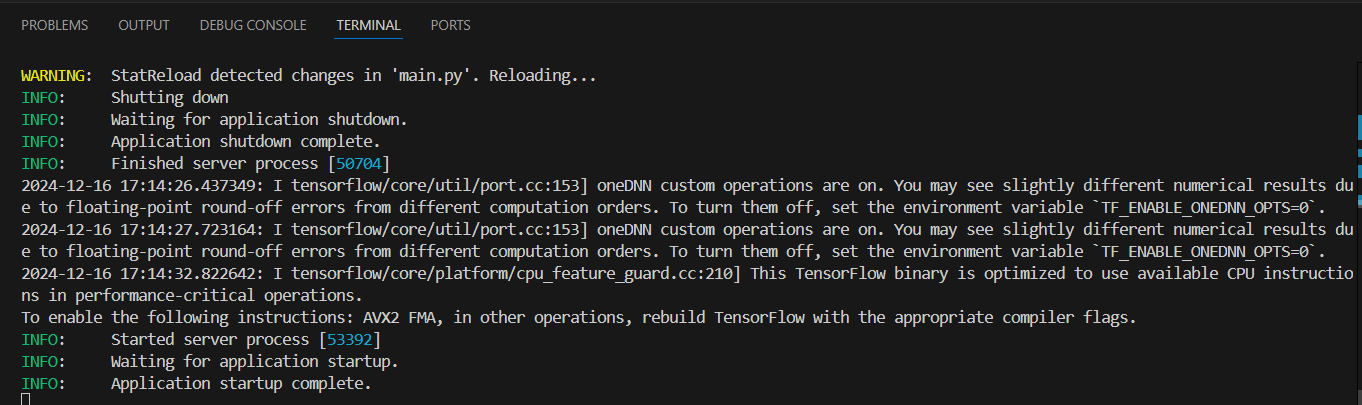 PROBLEMS OUTPUT DEBUG CONSOLE TERMINAL PORTS
WARNING:  StatReload detected changes in 'main.py'. Reloading...
INFO:     Shutting down
INFO:     Waiting for application shutdown.
INFO:     Application shutdown complete.
INFO:     Finished server process [50704]
2024-12-16 17:14:26.437349: I tensorflow/core/util/port.cc:153] oneDNN custom operations are on. You may see slightly different numerical results du
e to floating-point round-off errors from different computation orders. To turn them off, set the environment variable `TF_ENABLE_ONEDNN_OPTS=0`.
2024-12-16 17:14:27.723164: I tensorflow/core/util/port.cc:153] oneDNN custom operations are on. You may see slightly different numerical results du
e to floating-point round-off errors from different computation orders. To turn them off, set the environment variable `TF_ENABLE_ONEDNN_OPTS=0`.
2024-12-16 17:14:32.822642: I tensorflow/core/platform/cpu_feature_guard.cc:210] This TensorFlow binary is optimized to use available CPU instructio
ns in performance-critical operations.
To enable the following instructions: AVX2 FMA, in other operations, rebuild TensorFlow with the appropriate compiler flags.
INFO:     Started server process [53392]
INFO:     Waiting for application startup.
INFO:     Application startup complete.